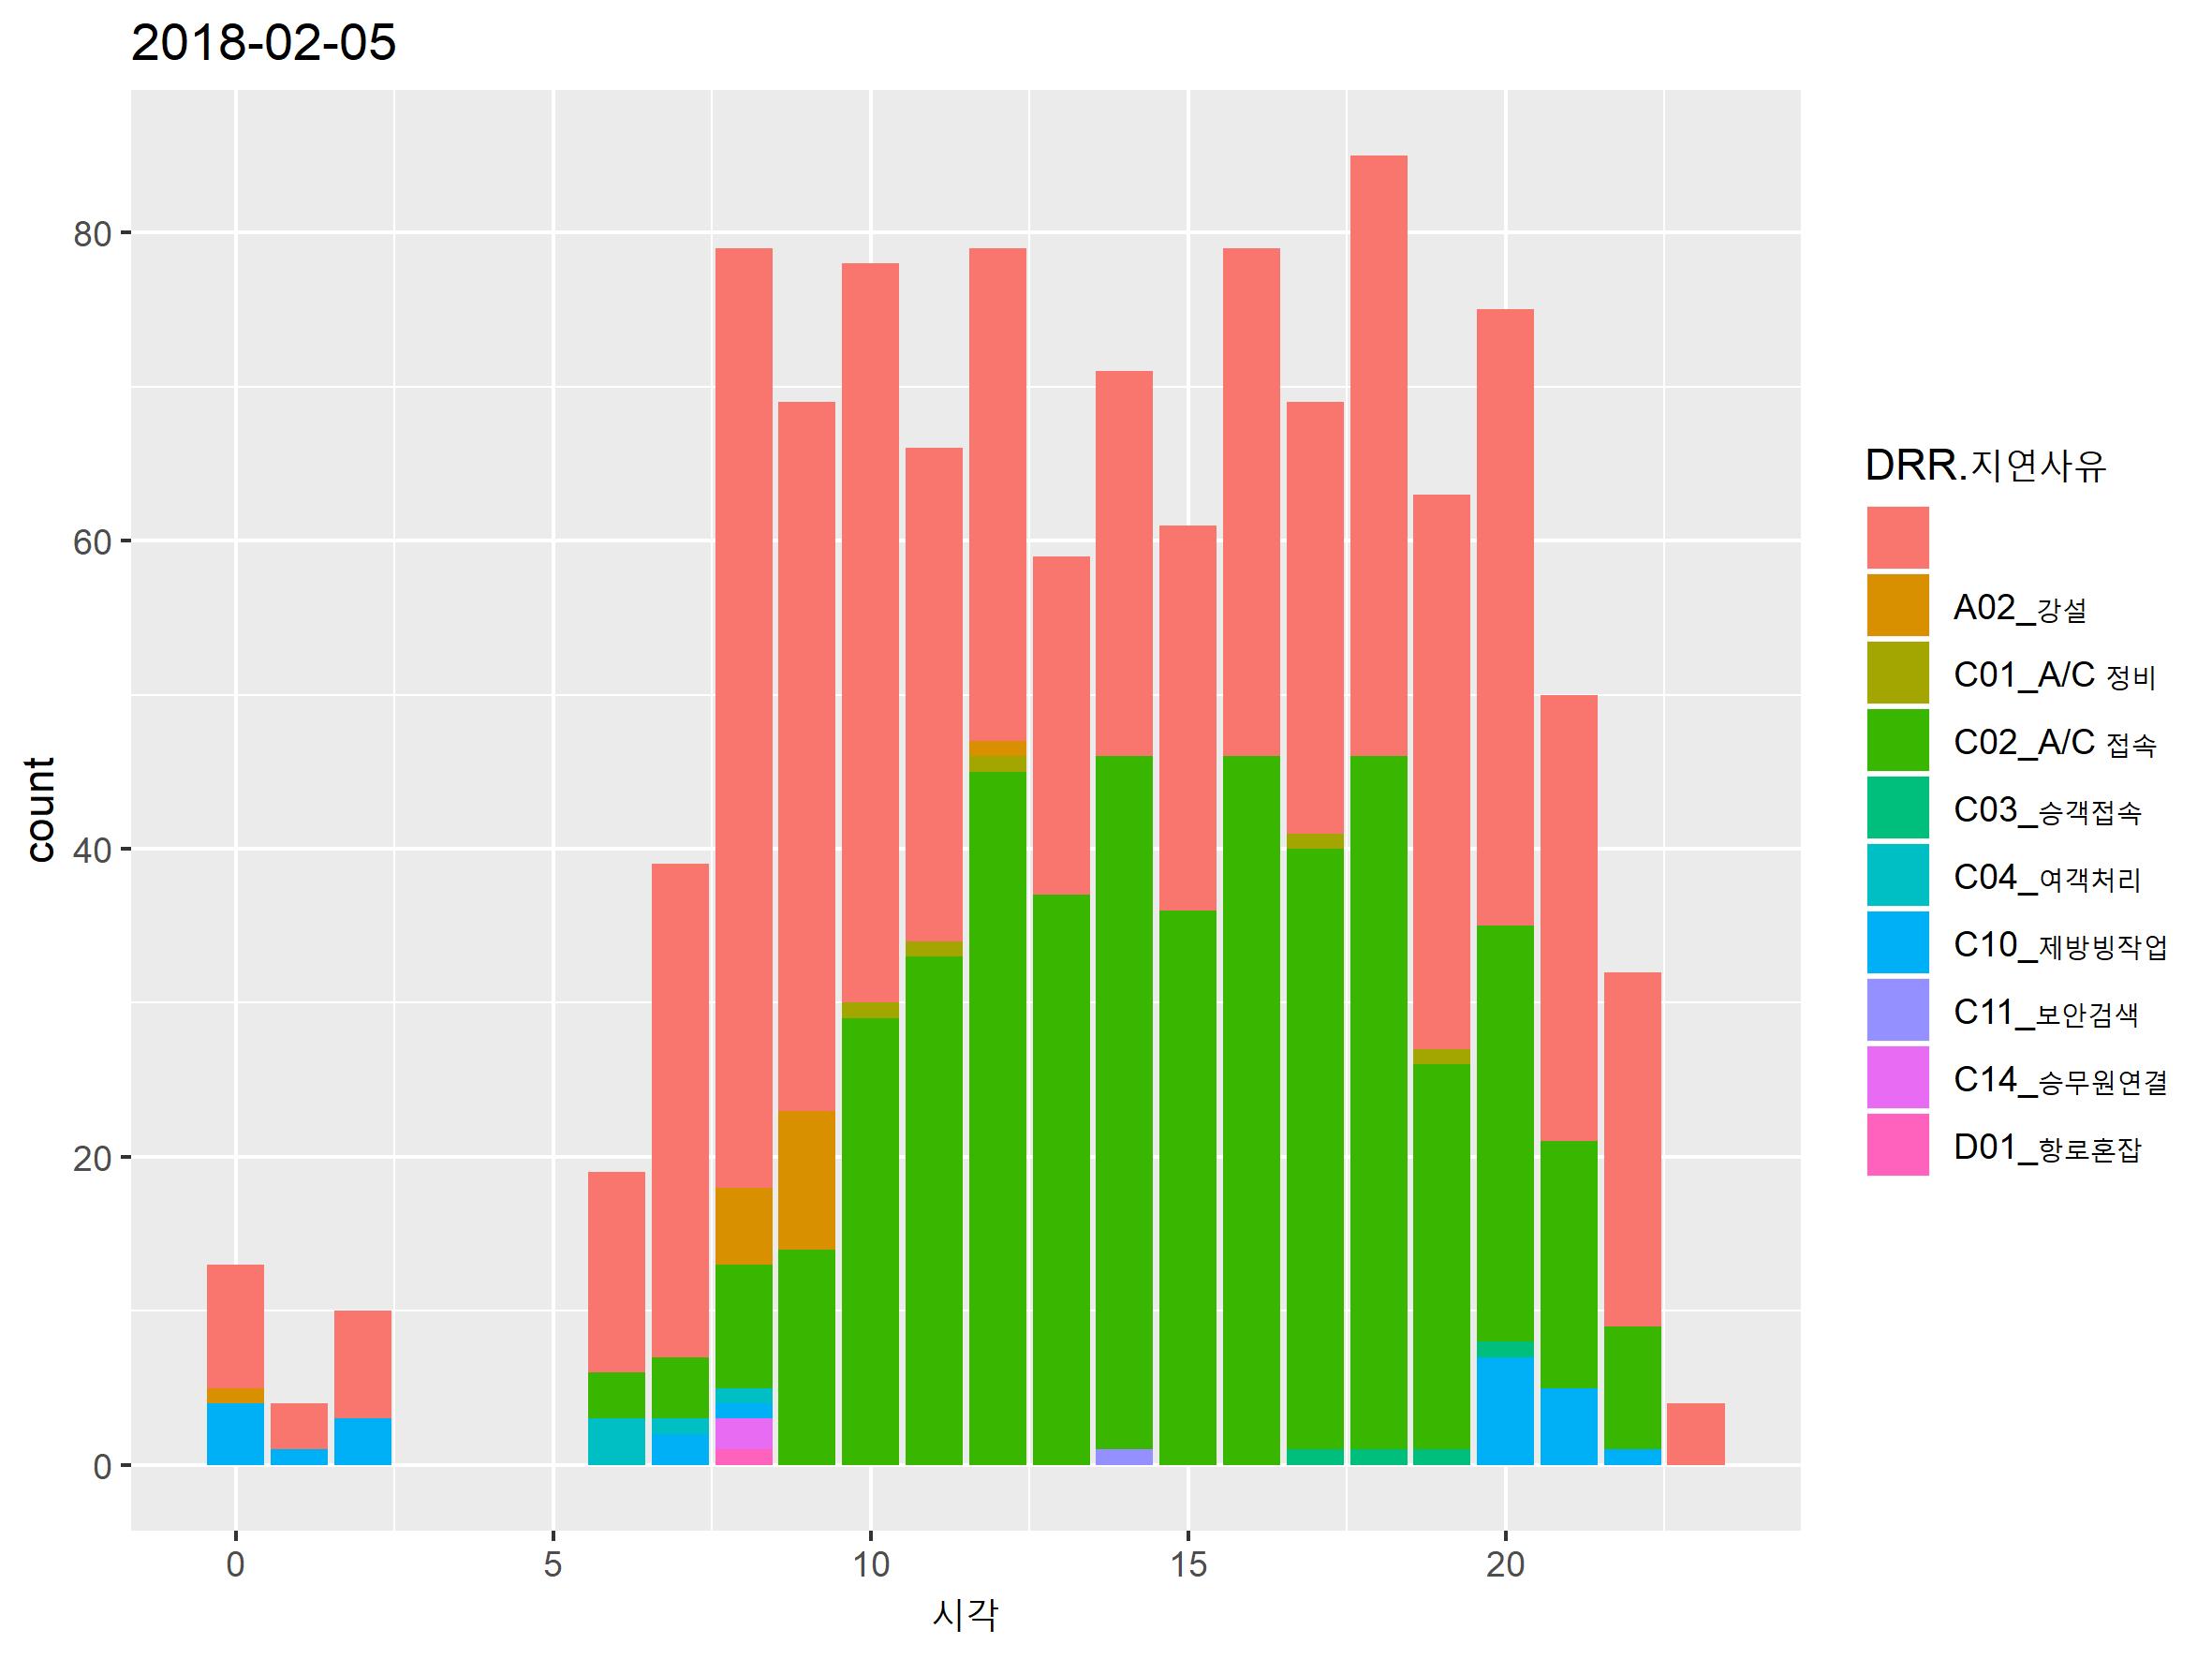 2018-02-05
80
60
40
20
0
count
0 5 10 15 20
시각
DRR.지연사유
A02_강설
C01_A/C 정비
C02_A/C 접속
C03_승객접속
C04_여객처리
C10_제방빙작업
C11_보안검색
C14_승무원연결
D01_항로혼잡